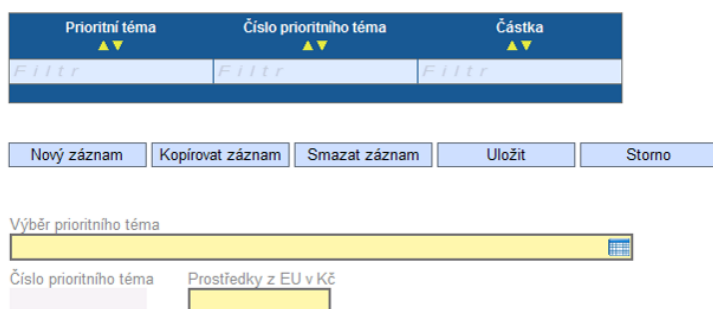 Prioritní téma Číslo prioritního téma Částka
Filtr Filtr Filtr
Nový záznam Kopírovat záznam Smazat záznam Uložit Storno
Výběr prioritního téma
Číslo prioritního téma Prostředky z EU v Kč